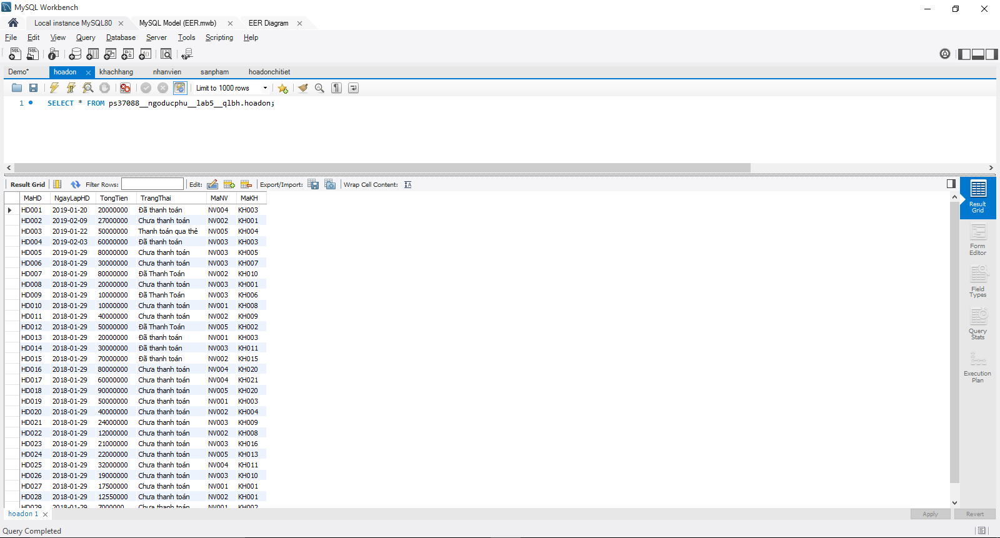 MySQL Workbench
Local instance MySQL80 MySQL Model (EER.mwb) EER Diagram
File Edit View Query Database Server Tools Scripting Help
Demo* hoadon khachhang nhanvien sanpham hoadonchitiet
Limit to 1000 rows
1 SELECT * FROM ps37088__ngoducphu__lab5__qlbh.hoadon;
Result Grid Filter Rows: Edit: Export/Import: Wrap Cell Content:
MaHD NgayLapHD TongTien TrangThai MaNV MaKH
HD001 2019-01-20 20000000 Đã thanh toán NV004 KH003
HD002 2019-02-09 27000000 Chưa thanh toán NV002 KH001
HD003 2019-01-22 50000000 Thanh toán qua thẻ NV005 KH004
HD004 2019-02-03 60000000 Đã thanh toán NV003 KH003
HD005 2019-01-29 80000000 Chưa thanh toán NV003 KH005
HD006 2018-01-29 30000000 Chưa thanh toán NV003 KH007
HD007 2018-01-29 80000000 Đã Thanh Toán NV002 KH010
HD008 2018-01-29 20000000 Chưa thanh toán NV003 KH001
HD009 2018-01-29 10000000 Đã Thanh Toán NV003 KH006
HD010 2018-01-29 10000000 Chưa thanh toán NV001 KH008
HD011 2018-01-29 40000000 Chưa thanh toán NV002 KH009
HD012 2018-01-29 50000000 Đã Thanh Toán NV005 KH002
HD013 2018-01-29 20000000 Đã thanh toán NV001 KH003
HD014 2018-01-29 30000000 Đã thanh toán NV003 KH011
HD015 2018-01-29 70000000 Đã thanh toán NV002 KH015
HD016 2018-01-29 80000000 Chưa thanh toán NV004 KH020
HD017 2018-01-29 60000000 Chưa thanh toán NV004 KH021
HD018 2018-01-29 90000000 Chưa thanh toán NV005 KH020
HD019 2018-01-29 50000000 Chưa thanh toán NV001 KH003
HD020 2018-01-29 40000000 Chưa thanh toán NV002 KH004
HD021 2018-01-29 24000000 Chưa thanh toán NV003 KH009
HD022 2018-01-29 12000000 Chưa thanh toán NV002 KH008
HD023 2018-01-29 21000000 Chưa thanh toán NV003 KH016
HD024 2018-01-29 22000000 Chưa thanh toán NV005 KH013
HD025 2018-01-29 32000000 Chưa thanh toán NV004 KH011
HD026 2018-01-29 19000000 Chưa thanh toán NV003 KH010
HD027 2018-01-29 17500000 Chưa thanh toán NV001 KH001
HD028 2018-01-29 12550000 Chưa thanh toán NV002 KH001
HD029 2018-01-29 7000000 Chưa thanh toán NV001 KH002
Result
Grid
Form
Editor
Field
Types
Query
Stats
Execution
Plan
hoadon 1
Apply Revert
Query Completed